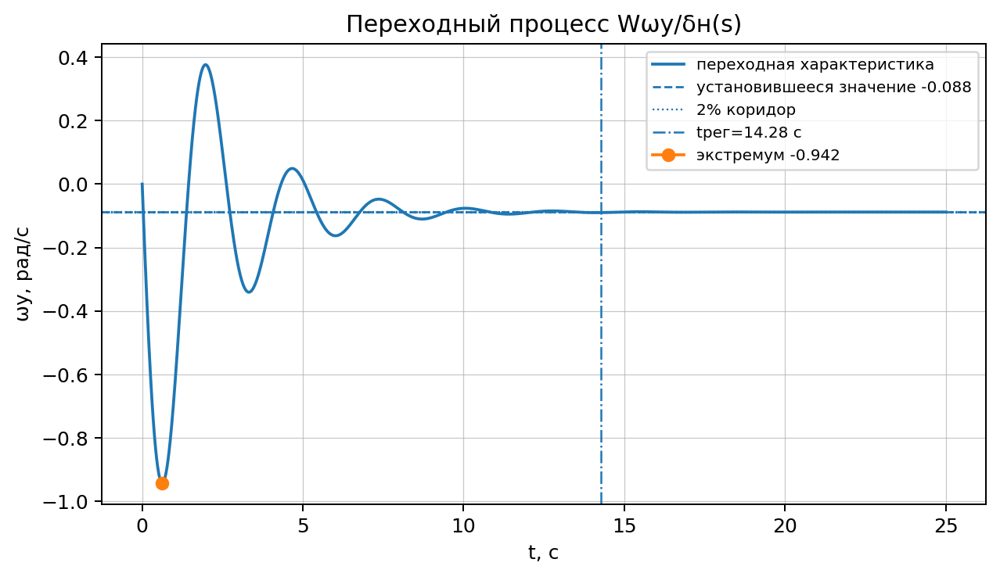 Переходный процесс Wωy/δн(s)
переходная характеристика
установившееся значение -0.088
2% коридор
tрег=14.28 с
экстремум -0.942
ωy, рад/с
0.4
0.2
0.0
−0.2
−0.4
−0.6
−0.8
−1.0
0 5 10 15 20 25
t, с